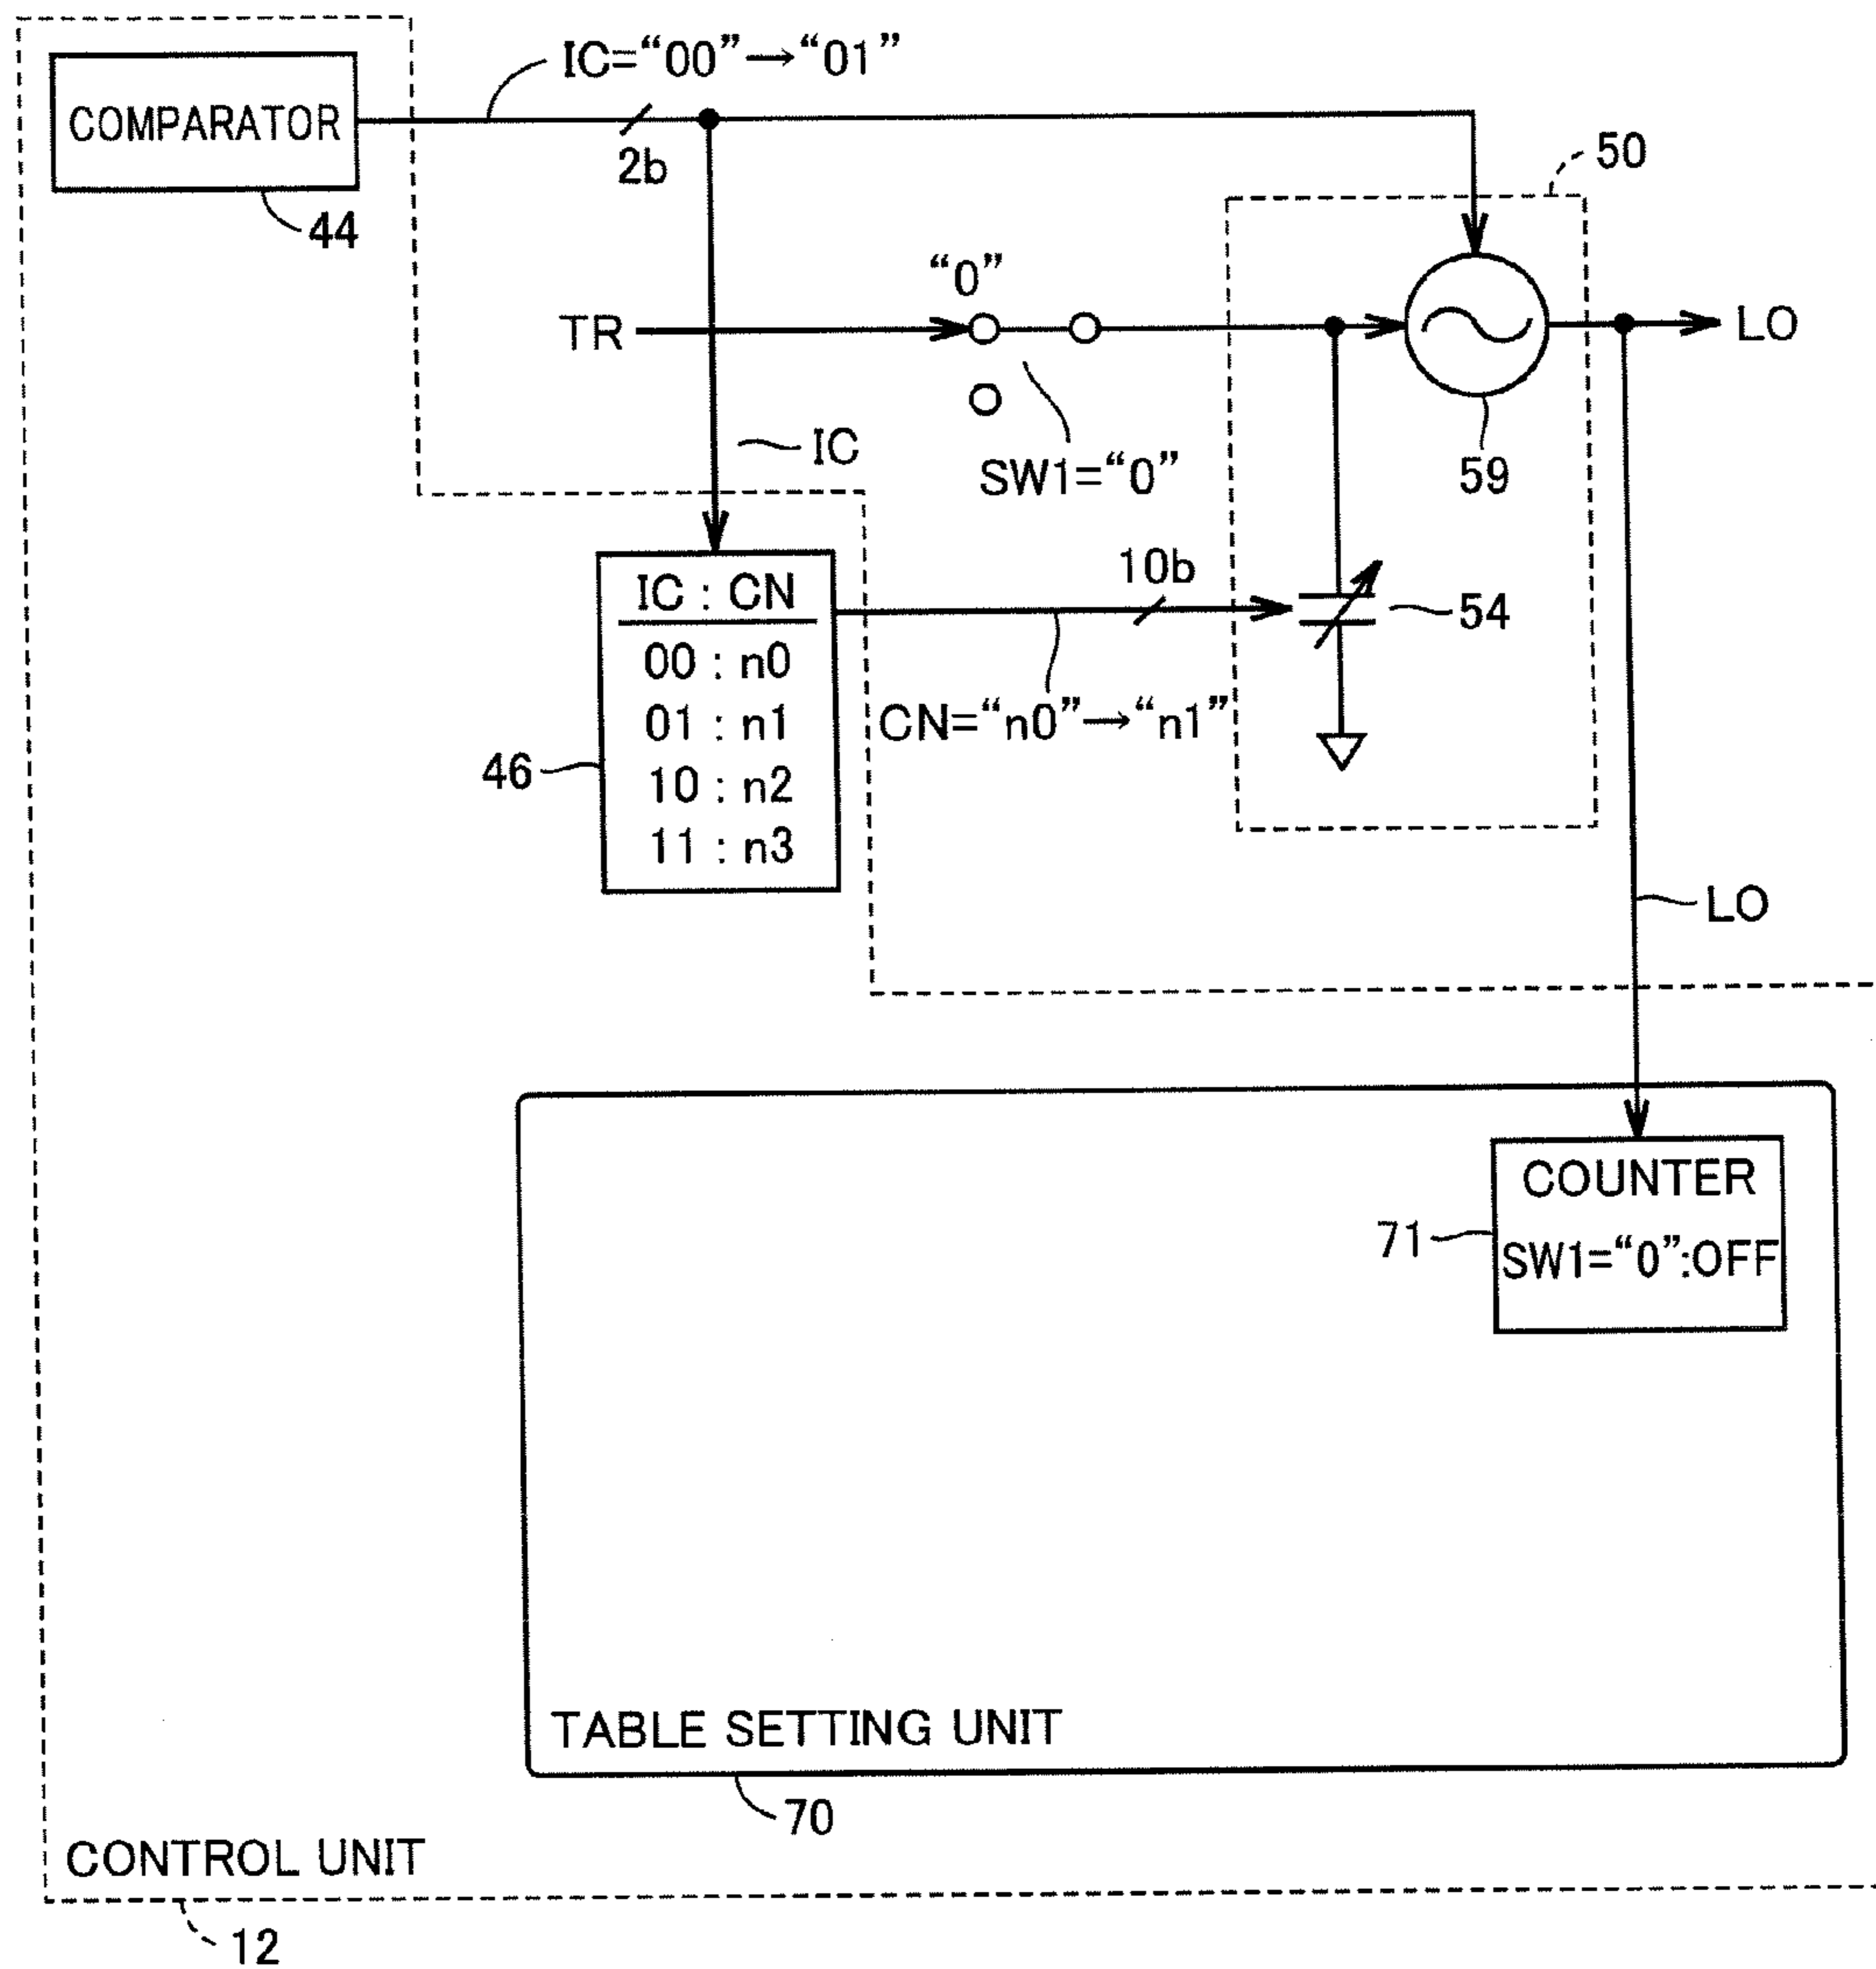 IC=“00”→“01”
COMPARATOR
2b
50
44
“0”
TR
LO
IC
SW1=“0”
59
10b
IC : CN
00 : n0
01 : n1
10 : n2
11 : n3
54
CN=“n0”→“n1”
46
LO
COUNTER
71
SW1=“0”:OFF
TABLE SETTING UNIT
70
CONTROL UNIT
12